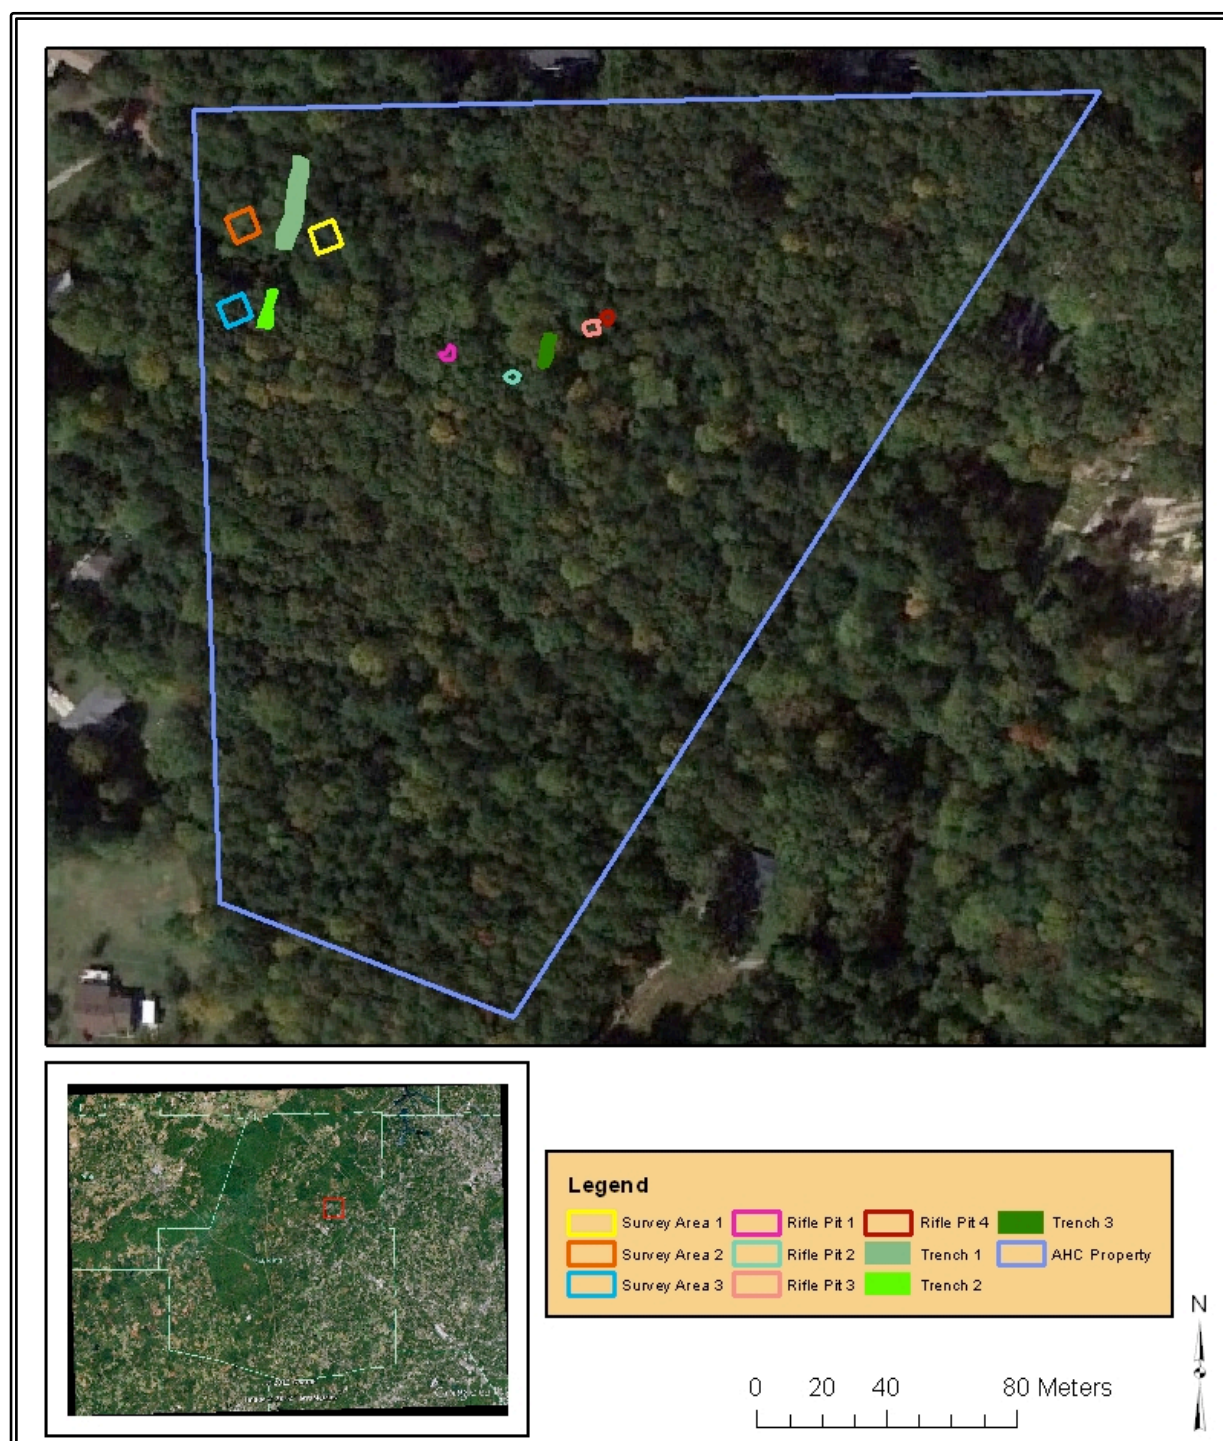 Legend
Survey Area 1
Rifle Pit 1
Rifle Pit 4
Trench 3
Survey Area 2
Rifle Pit 2
Trench 1
AHC Property
Survey Area 3
Rifle Pit 3
Trench 2
N
0 20 40 80 Meters